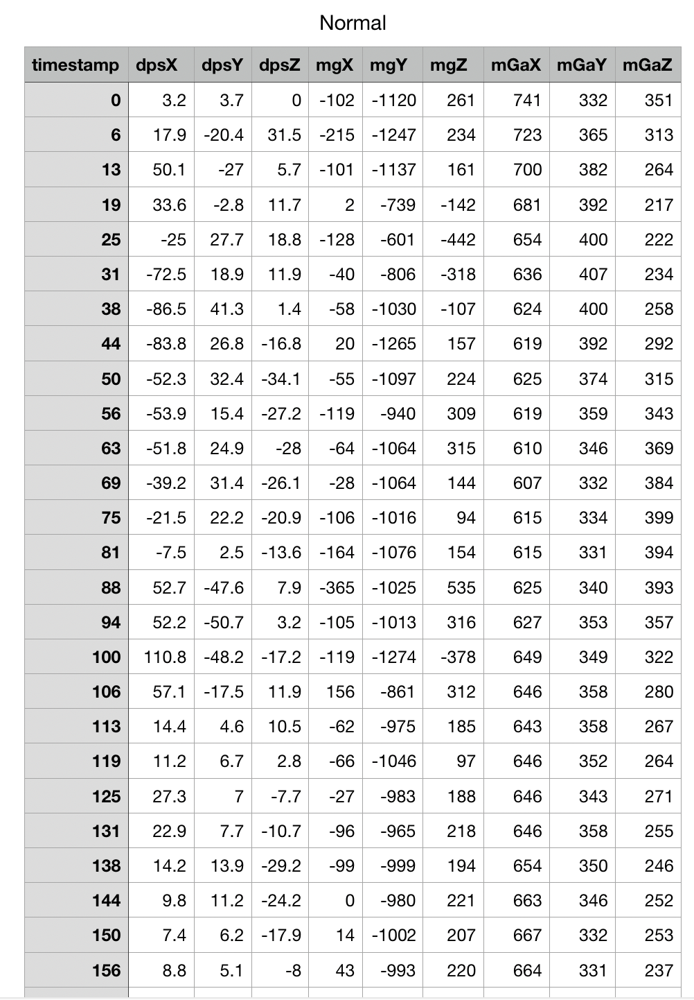 Normal
timestamp dpsX dpsY dpsZ mgX mgY mgZ mGaX mGaY mGaZ
0 3.2 3.7 0 -102 -1120 261 741 332 351
6 17.9 -20.4 31.5 -215 -1247 234 723 365 313
13 50.1 -27 5.7 -101 -1137 161 700 382 264
19 33.6 -2.8 11.7 2 -739 -142 681 392 217
25 -25 27.7 18.8 -128 -601 -442 654 400 222
31 -72.5 18.9 11.9 -40 -806 -318 636 407 234
38 -86.5 41.3 1.4 -58 -1030 -107 624 400 258
44 -83.8 26.8 -16.8 20 -1265 157 619 392 292
50 -52.3 32.4 -34.1 -55 -1097 224 625 374 315
56 -53.9 15.4 -27.2 -119 -940 309 619 359 343
63 -51.8 24.9 -28 -64 -1064 315 610 346 369
69 -39.2 31.4 -26.1 -28 -1064 144 607 332 384
75 -21.5 22.2 -20.9 -106 -1016 94 615 334 399
81 -7.5 2.5 -13.6 -164 -1076 154 615 331 394
88 52.7 -47.6 7.9 -365 -1025 535 625 340 393
94 52.2 -50.7 3.2 -105 -1013 316 627 353 357
100 110.8 -48.2 -17.2 -119 -1274 -378 649 349 322
106 57.1 -17.5 11.9 156 -861 312 646 358 280
113 14.4 4.6 10.5 -62 -975 185 643 358 267
119 11.2 6.7 2.8 -66 -1046 97 646 352 264
125 27.3 7 -7.7 -27 -983 188 646 343 271
131 22.9 7.7 -10.7 -96 -965 218 646 358 255
138 14.2 13.9 -29.2 -99 -999 194 654 350 246
144 9.8 11.2 -24.2 0 -980 221 663 346 252
150 7.4 6.2 -17.9 14 -1002 207 667 332 253
156 8.8 5.1 -8 43 -993 220 664 331 237